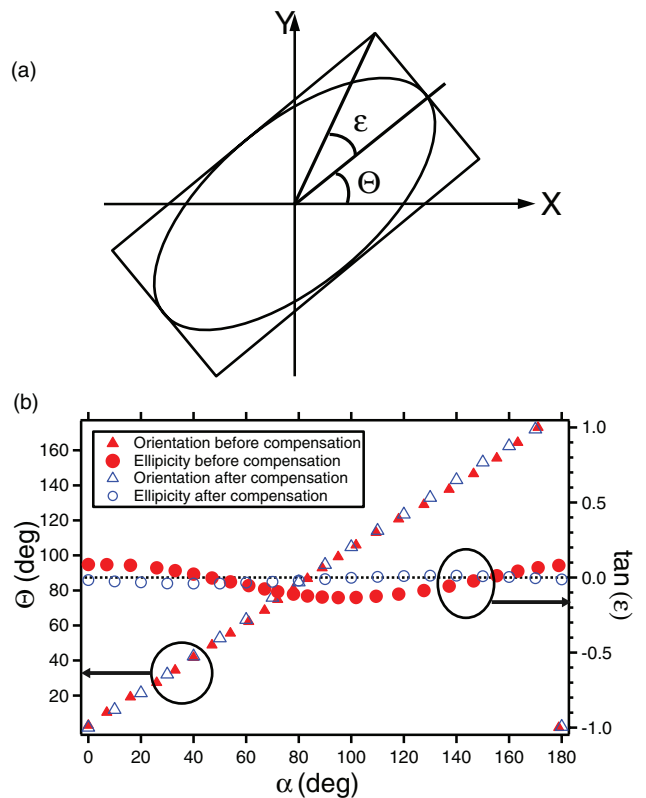 (a)
Y
ε
Θ
X
(b)
Orientation before compensation
Ellipicity before compensation
Orientation after compensation
Ellipicity after compensation
160
140
120
100
80
60
40
20
Θ (deg)
1.0
0.5
0.0
-0.5
-1.0
tan (ε)
0 20 40 60 80 100 120 140 160 180
α (deg)